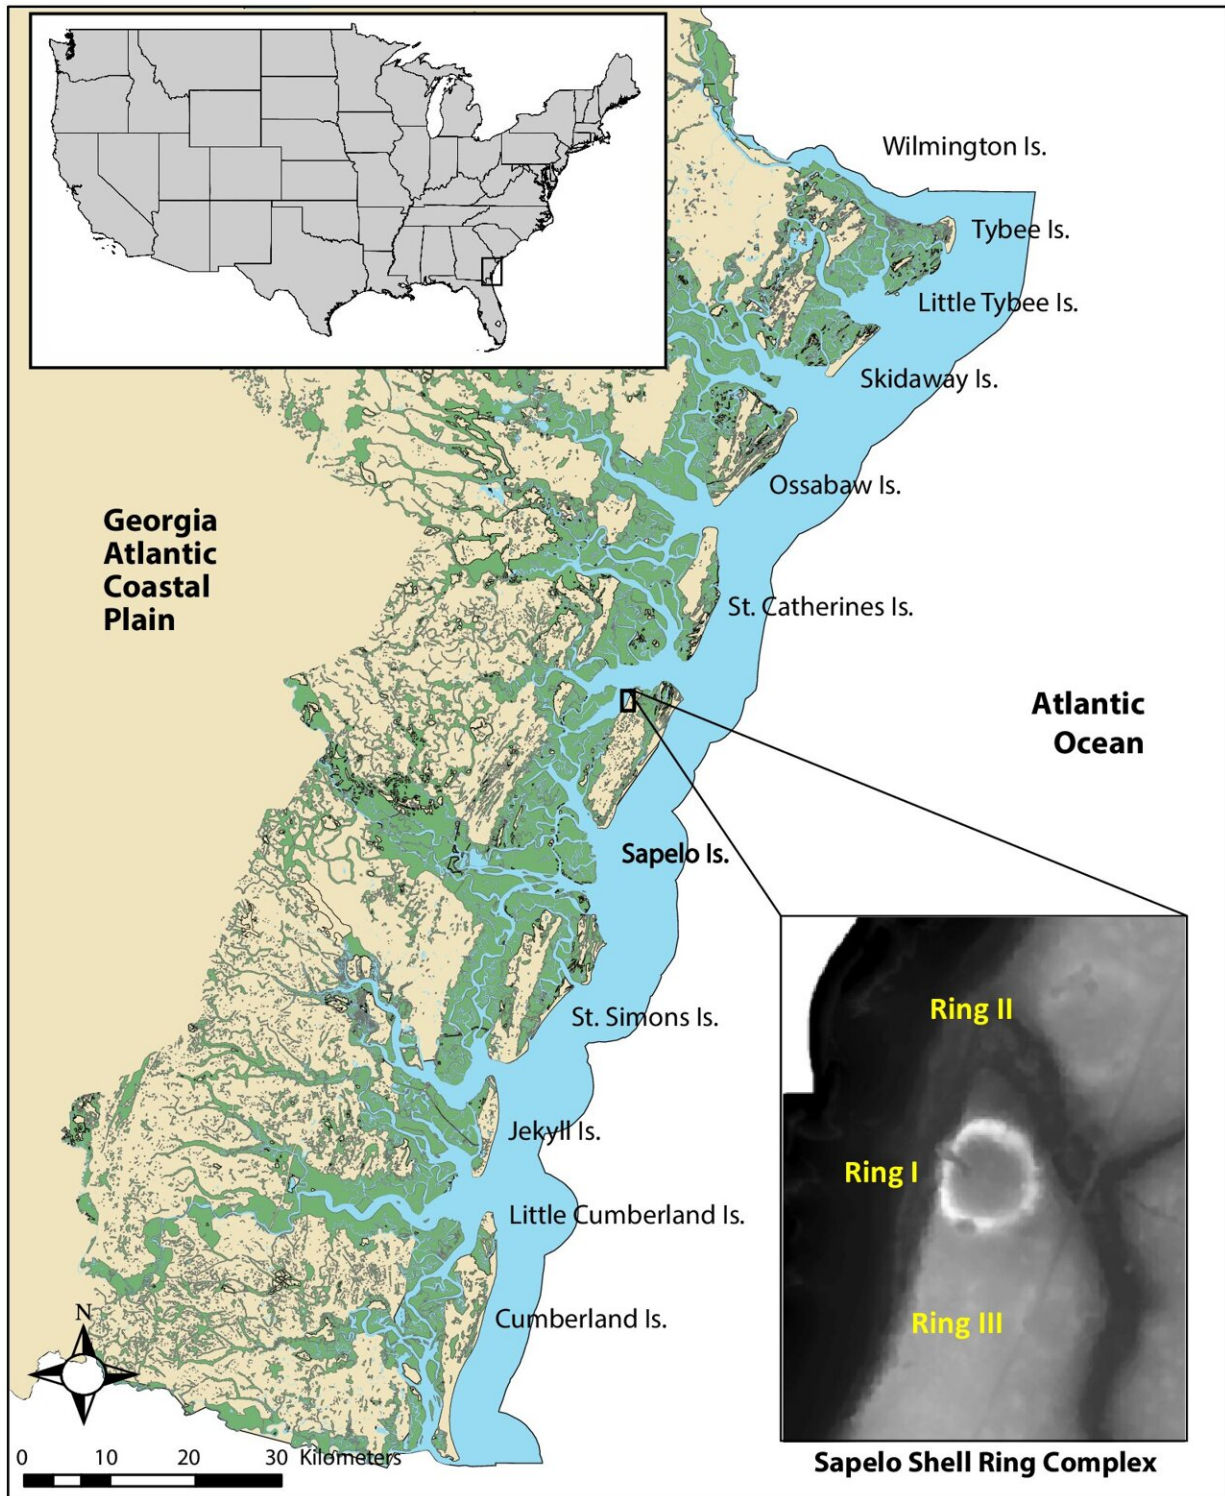 Wilmington Is.
Tybee Is.
Little Tybee Is.
Skidaway Is.
Ossabaw Is.
Georgia
Atlantic
Coastal
Plain
St. Catherines Is.
Atlantic
Ocean
Sapelo Is.
St. Simons Is.
Ring II
Jekyll Is.
Ring I
Little Cumberland Is.
Cumberland Is.
Ring III
N
0 10 20 30 Kilometers
Sapelo Shell Ring Complex